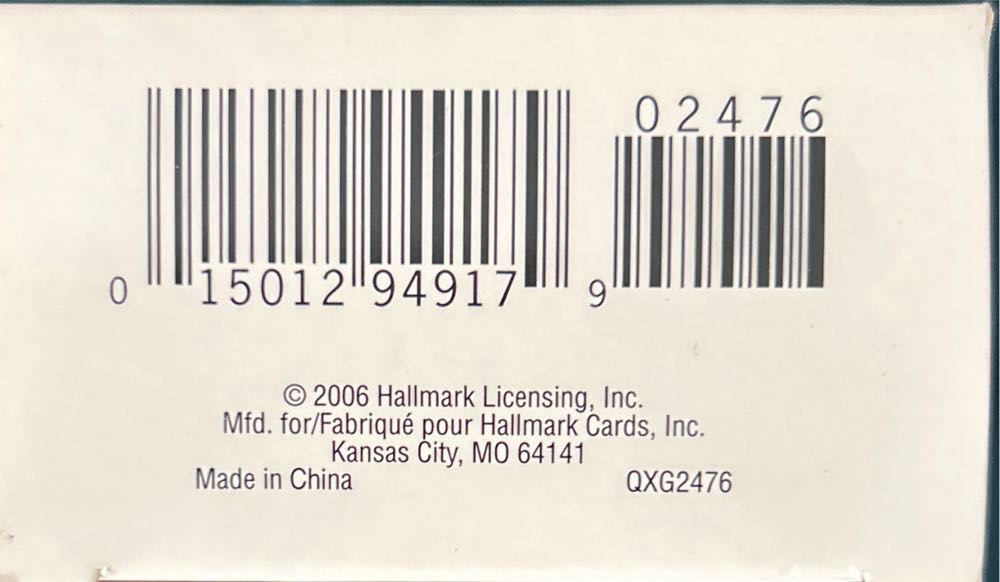 02476
0 15012 94917 9
© 2006 Hallmark Licensing, Inc.
Mfd. for/Fabriqué pour Hallmark Cards, Inc.
Kansas City, MO 64141
Made in China QXG2476